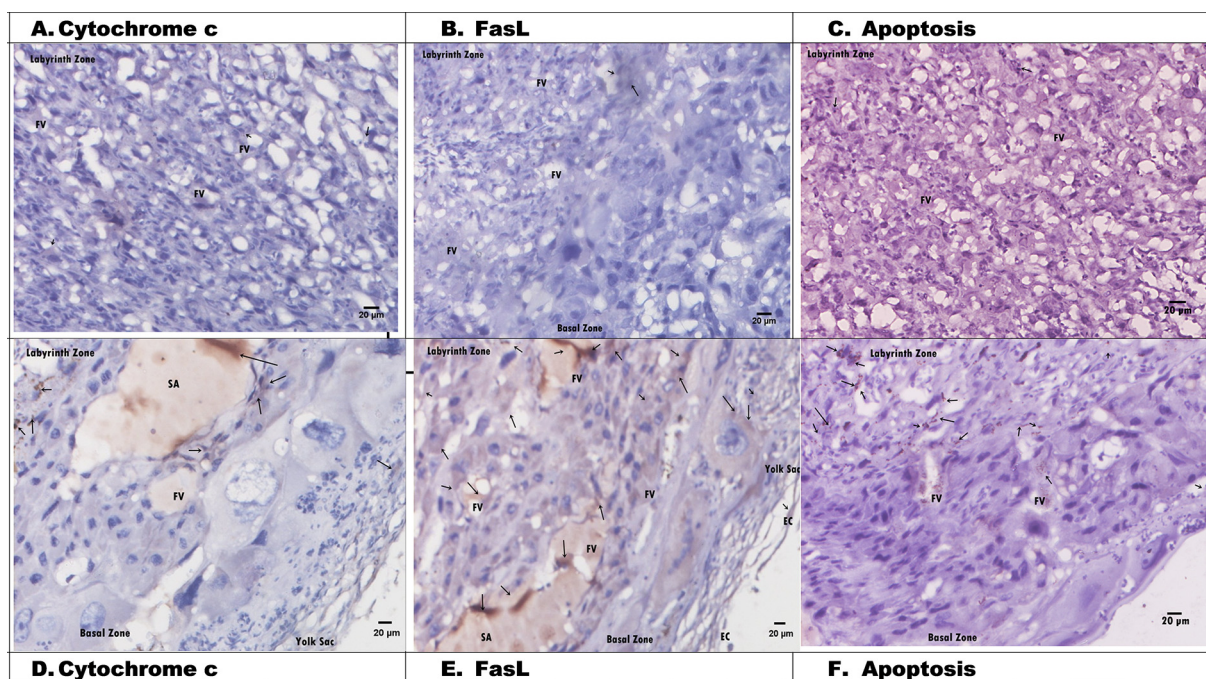 A. Cytochrome c
B. FasL
C. Apoptosis
Labyrinth Zone
FV
FV
FV
20 µm
Labyrinth Zone
FV
FV
FV
Basal Zone
20 µm
Labyrinth Zone
FV
FV
20 µm
Labyrinth Zone
SA
FV
Basal Zone
Yolk Sac
20 µm
Labyrinth Zone
FV
Yolk Sac
FV
FV
EC
FV
SA
Basal Zone
EC
20 µm
Labyrinth Zone
FV
FV
Basal Zone
20 µm
D. Cytochrome c
E. FasL
F. Apoptosis